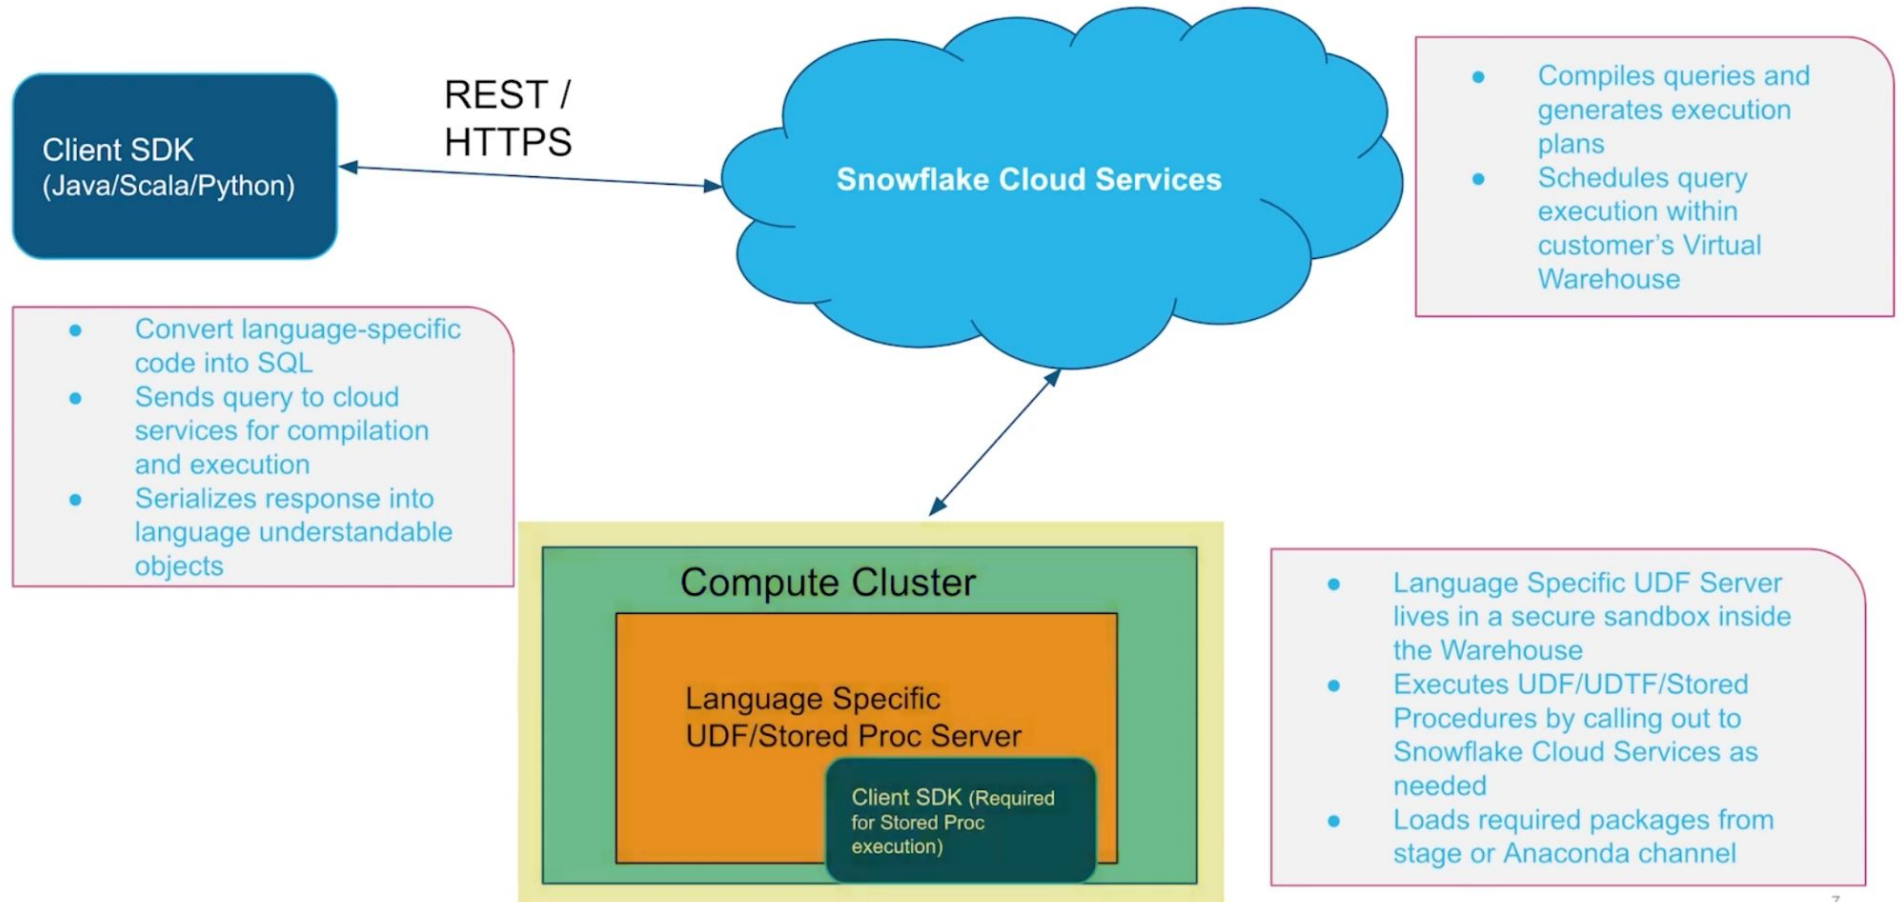 Client SDK
(Java/Scala/Python)
REST /
HTTPS
Snowflake Cloud Services
● Compiles queries and
generates execution
plans
● Schedules query
execution within
customer’s Virtual
Warehouse
● Convert language-specific
code into SQL
● Sends query to cloud
services for compilation
and execution
● Serializes response into
language understandable
objects
Compute Cluster
Language Specific
UDF/Stored Proc Server
Client SDK (Required
for Stored Proc
execution)
● Language Specific UDF Server
lives in a secure sandbox inside
the Warehouse
● Executes UDF/UDTF/Stored
Procedures by calling out to
Snowflake Cloud Services as
needed
● Loads required packages from
stage or Anaconda channel